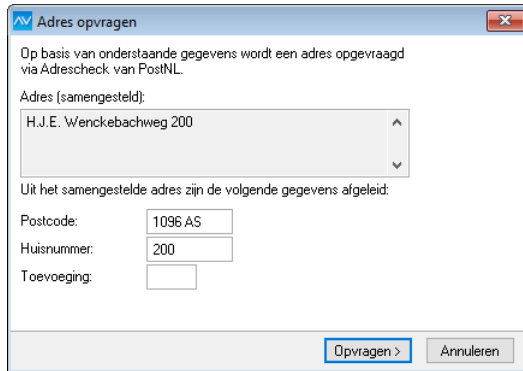 Adres opvragen
Op basis van onderstaande gegevens wordt een adres opgevraagd
via Adrescheck van PostNL.
Adres (samengesteld):
H.J.E. Wenckebachweg 200
Uit het samengestelde adres zijn de volgende gegevens afgeleid:
Postcode: 1096 AS
Huisnummer: 200
Toevoeging:
Opvragen > Annuleren